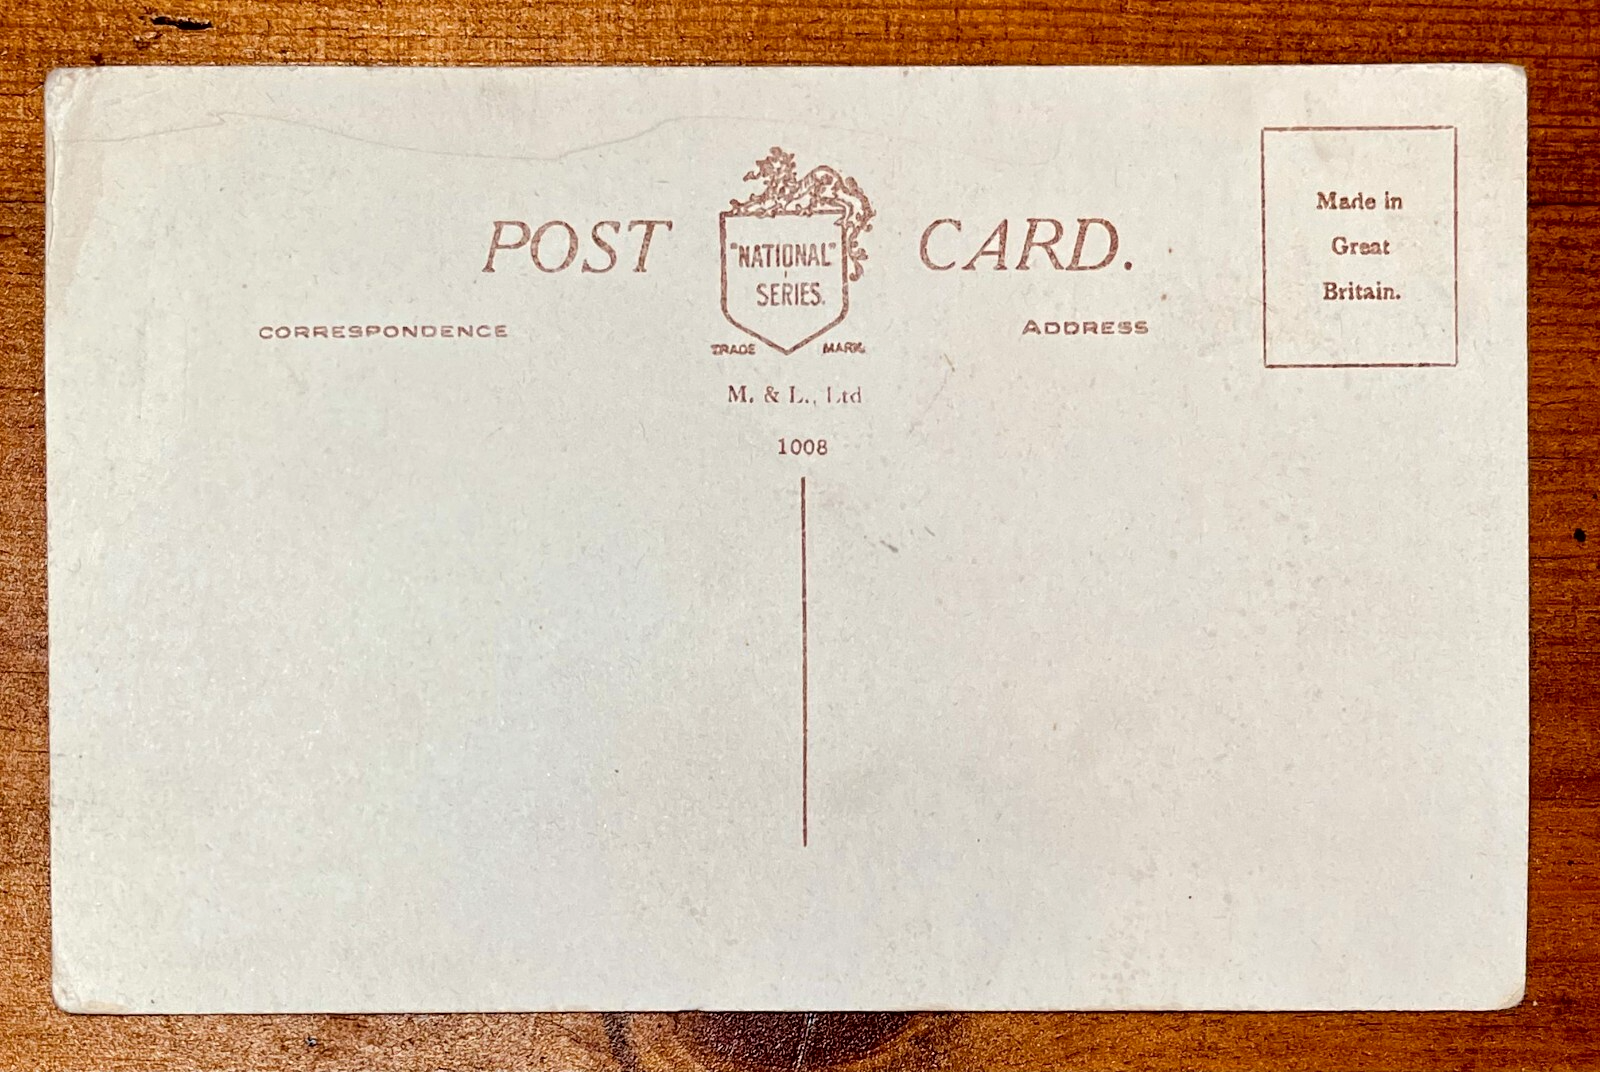 POST CARD.
"NATIONAL"
SERIES.
TRADE MARK
M. & L., Ltd
1008
CORRESPONDENCE
ADDRESS
Made in
Great
Britain.